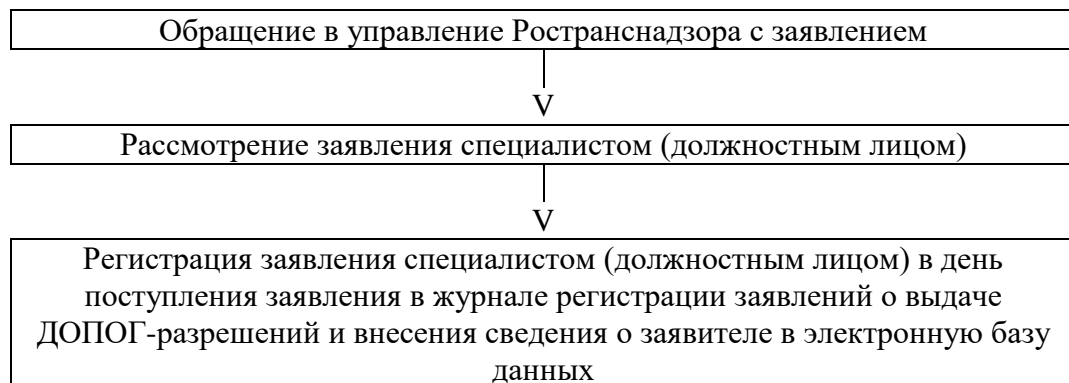 Обращение в управление Ространснадзора с заявлением
V
Рассмотрение заявления специалистом (должностным лицом)
V
Регистрация заявления специалистом (должностным лицом) в день
поступления заявления в журнале регистрации заявлений о выдаче
ДОПОГ-разрешений и внесения сведения о заявителе в электронную базу
данных